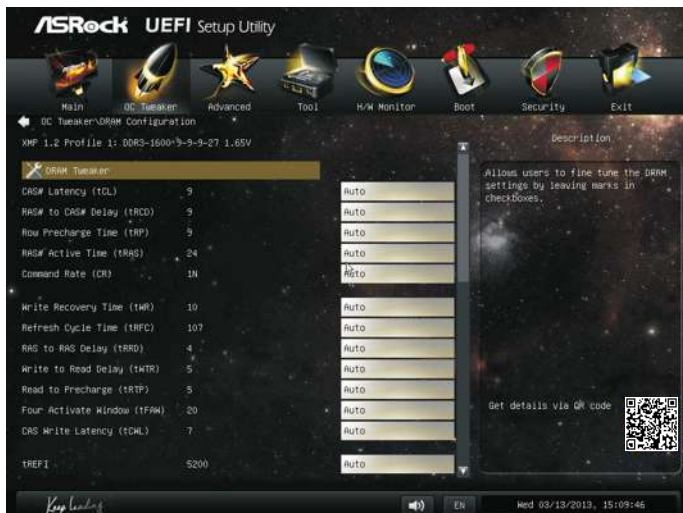 ASRock UEFI Setup Utility
Main OC Tweaker Advanced Tool H/W Monitor Boot Security Exit
OC Tweaker\DRAM Configuration
XMP 1.2 Profile 1: DDR3-1600 9-9-9-27 1.65V
DRAM Tweaker
CAS# Latency (tCL) 9 Auto
RAS# to CAS# Delay (tRCD) 9 Auto
Row Precharge Time (tRP) 9 Auto
RAS# Active Time (tRAS) 24 Auto
Command Rate (CR) 1N Auto
Write Recovery Time (tWR) 10 Auto
Refresh Cycle Time (tRFC) 107 Auto
RAS to RAS Delay (tRRD) 4 Auto
Write to Read Delay (tWTR) 5 Auto
Read to Precharge (tRTP) 5 Auto
Four Activate Window (tFAW) 20 Auto
CAS Write Latency (tCWL) 7 Auto
tREFI 5200 Auto
Description
Allows users to fine tune the DRAM
settings by leaving marks in
checkboxes.
Get details via QR code
Keep Leading
EN
Wed 03/13/2013, 15:09:46